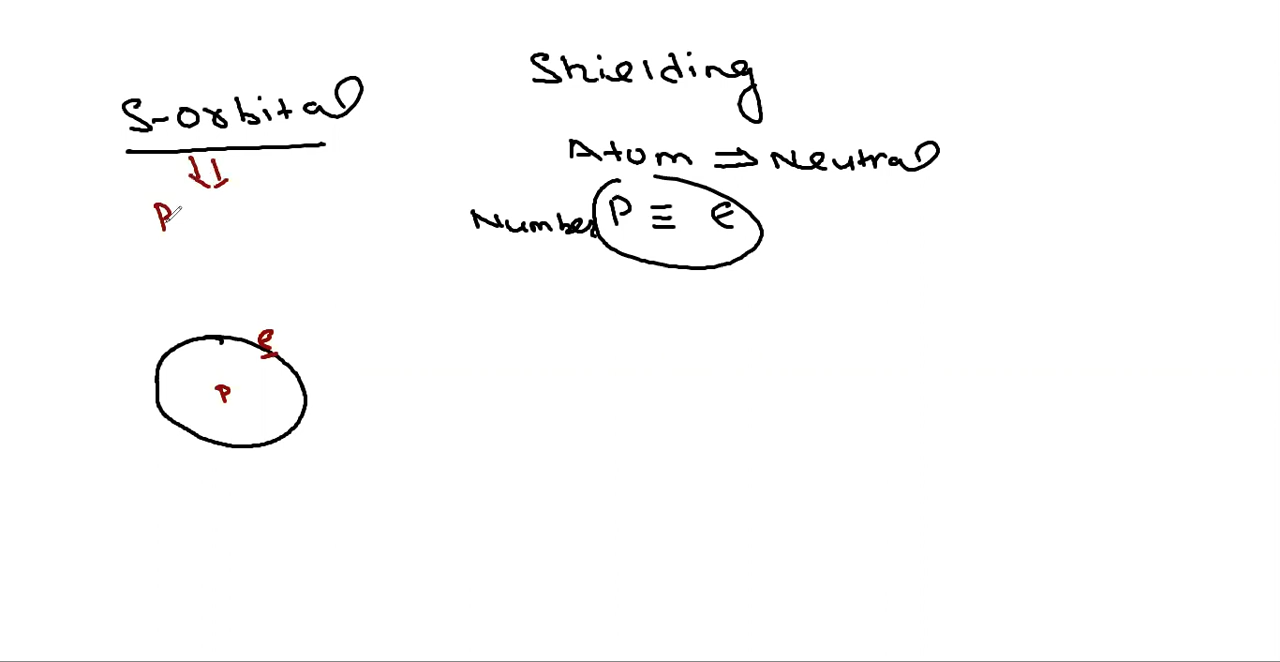 Shielding
S-orbital
Atom ⇒ Neutral
P
Number P ≡ e
e
P